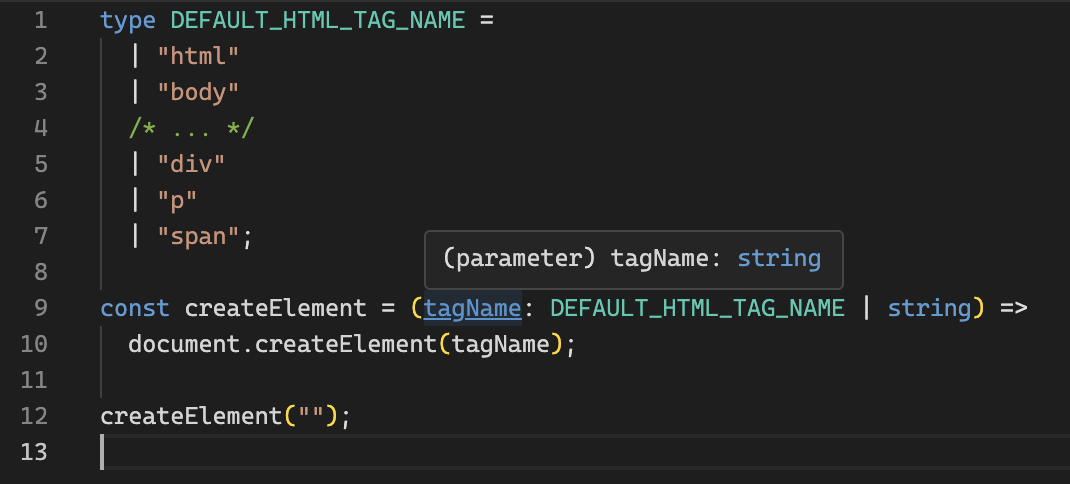 1 type DEFAULT_HTML_TAG_NAME =
2 | "html"
3 | "body"
4 /* ... */
5 | "div"
6 | "p"
7 | "span";
8
(parameter) tagName: string
9 const createElement = (tagName: DEFAULT_HTML_TAG_NAME | string) =>
10 document.createElement(tagName);
11
12 createElement("");
13